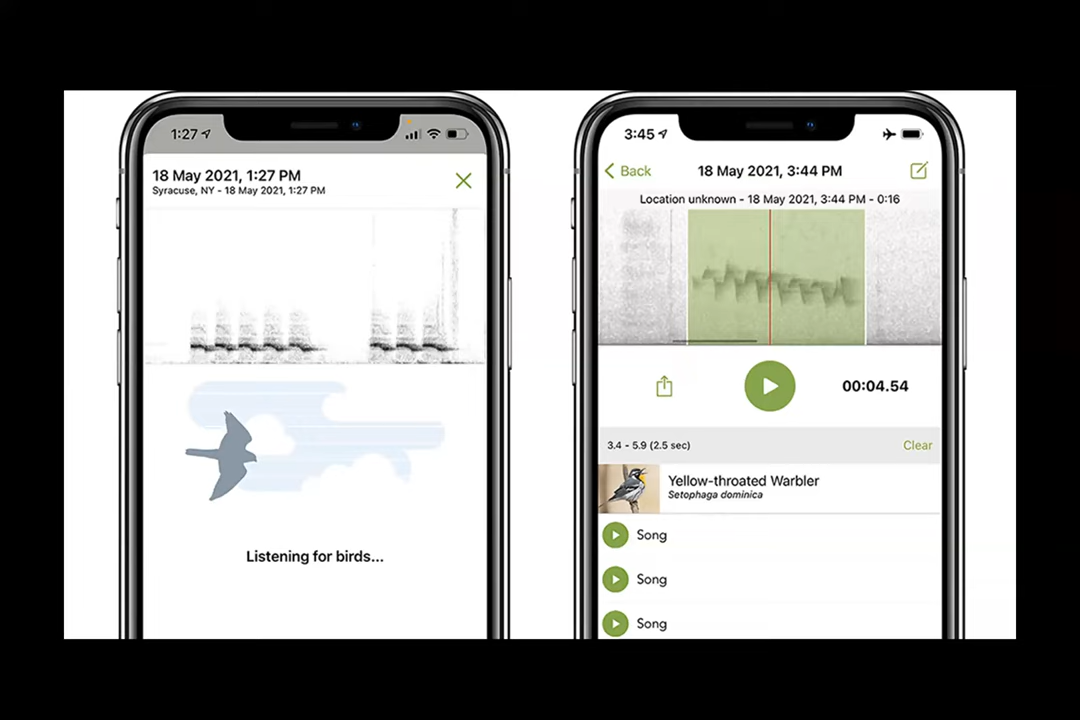 1:27
18 May 2021, 1:27 PM
Syracuse, NY - 18 May 2021, 1:27 PM
Listening for birds...
3:45
Back
18 May 2021, 3:44 PM
Location unknown - 18 May 2021, 3:44 PM - 0:16
00:04.54
3.4 - 5.9 (2.5 sec)
Clear
Yellow-throated Warbler
Setophaga dominica
Song
Song
Song